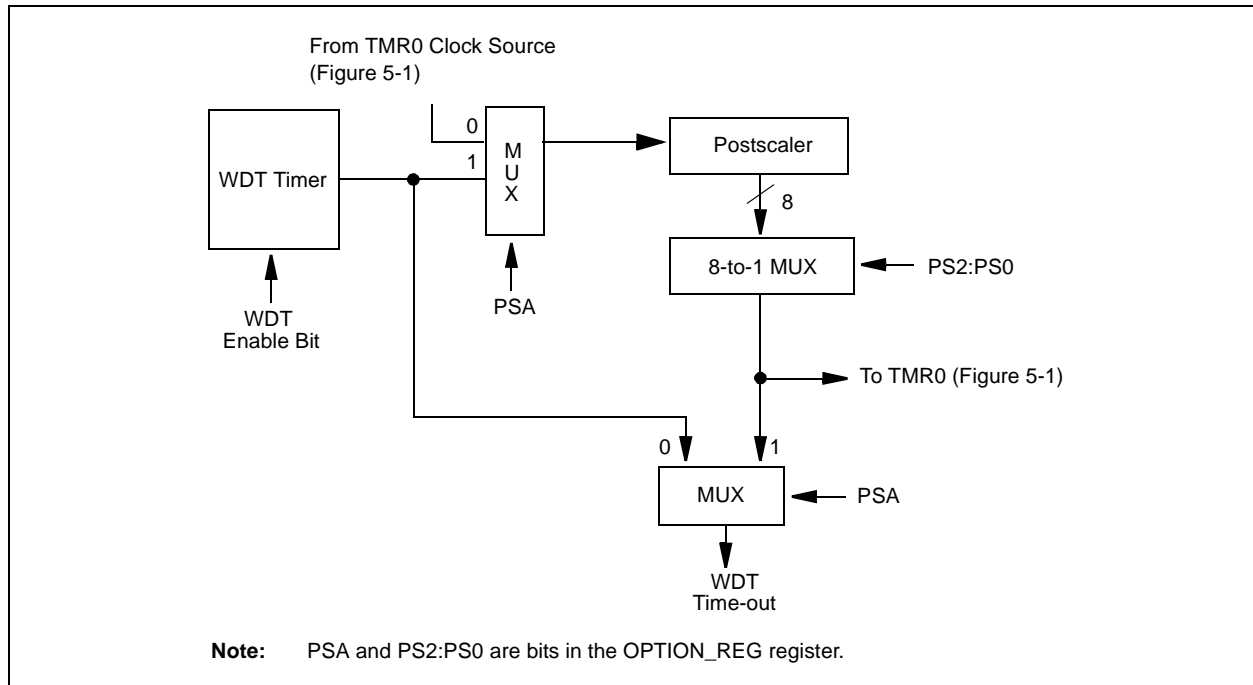 From TMR0 Clock Source
(Figure 5-1)
0
1
M
U
X
Postscaler
WDT Timer
8
8-to-1 MUX
PS2:PS0
PSA
WDT
Enable Bit
To TMR0 (Figure 5-1)
0
1
MUX
PSA
WDT
Time-out
Note: PSA and PS2:PS0 are bits in the OPTION_REG register.